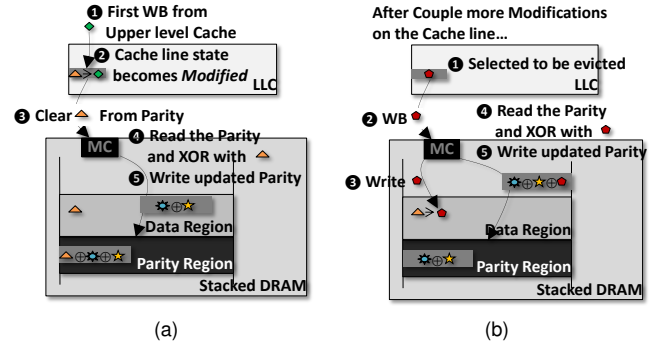 ❶ First WB from
Upper level Cache
❷ Cache line state
becomes Modified
LLC
❸ Clear From Parity
MC
❹ Read the Parity
and XOR with
❺ Write updated Parity
Data Region
Parity Region
Stacked DRAM
(a)
After Couple more Modifications
on the Cache line…
❶ Selected to be evicted
LLC
❷ WB
❹ Read the Parity
and XOR with
MC
❺ Write updated Parity
❸ Write
Data Region
Parity Region
Stacked DRAM
(b)